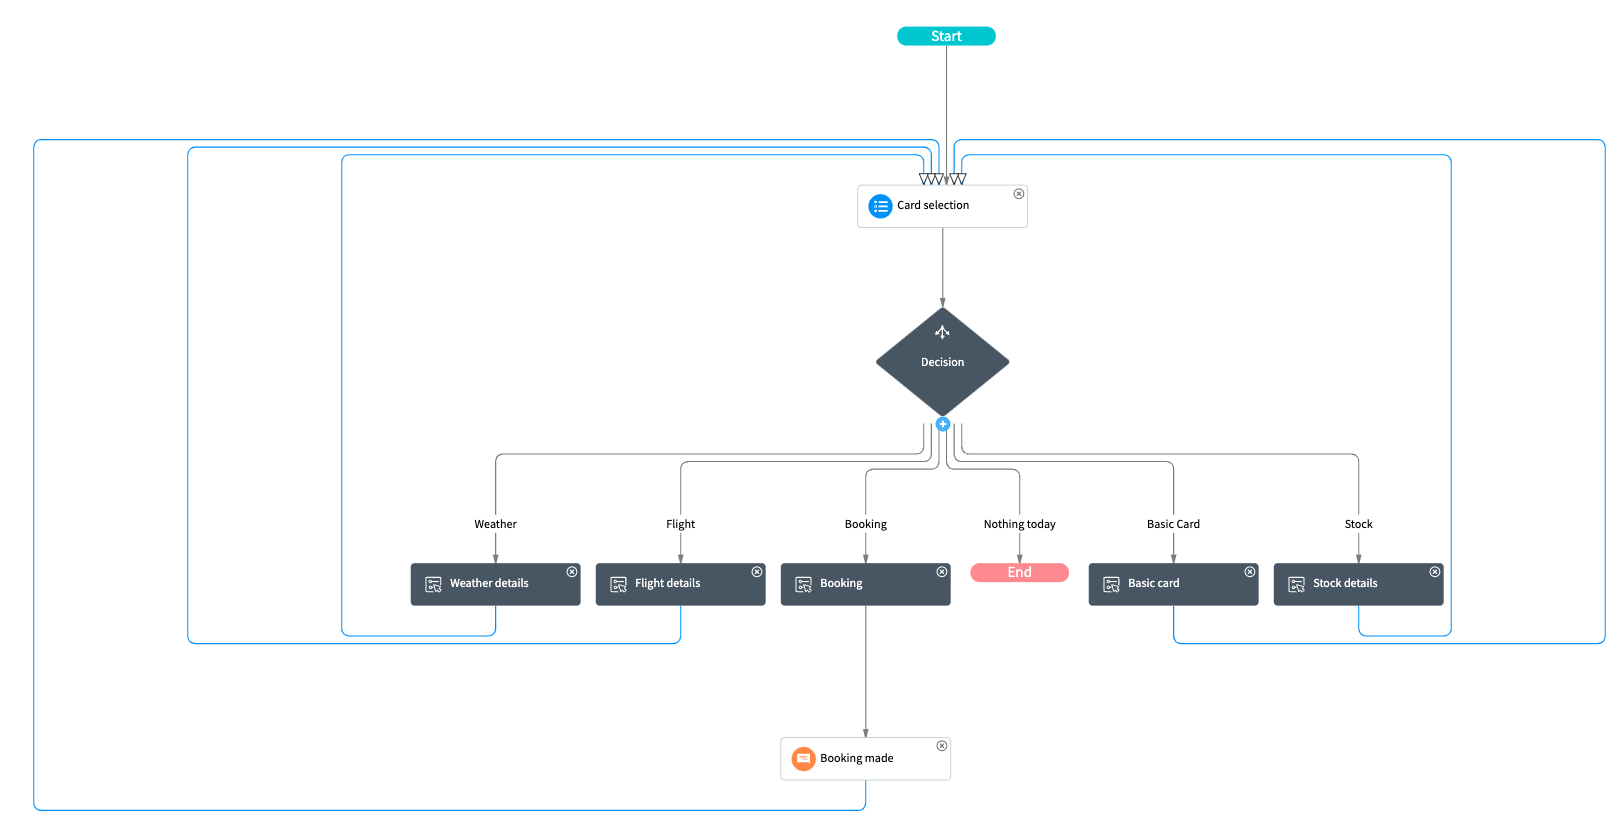 Start
Card selection
Decision
Weather
Flight
Booking
Nothing today
Basic Card
Stock
Weather details
Flight details
Booking
End
Basic card
Stock details
Booking made